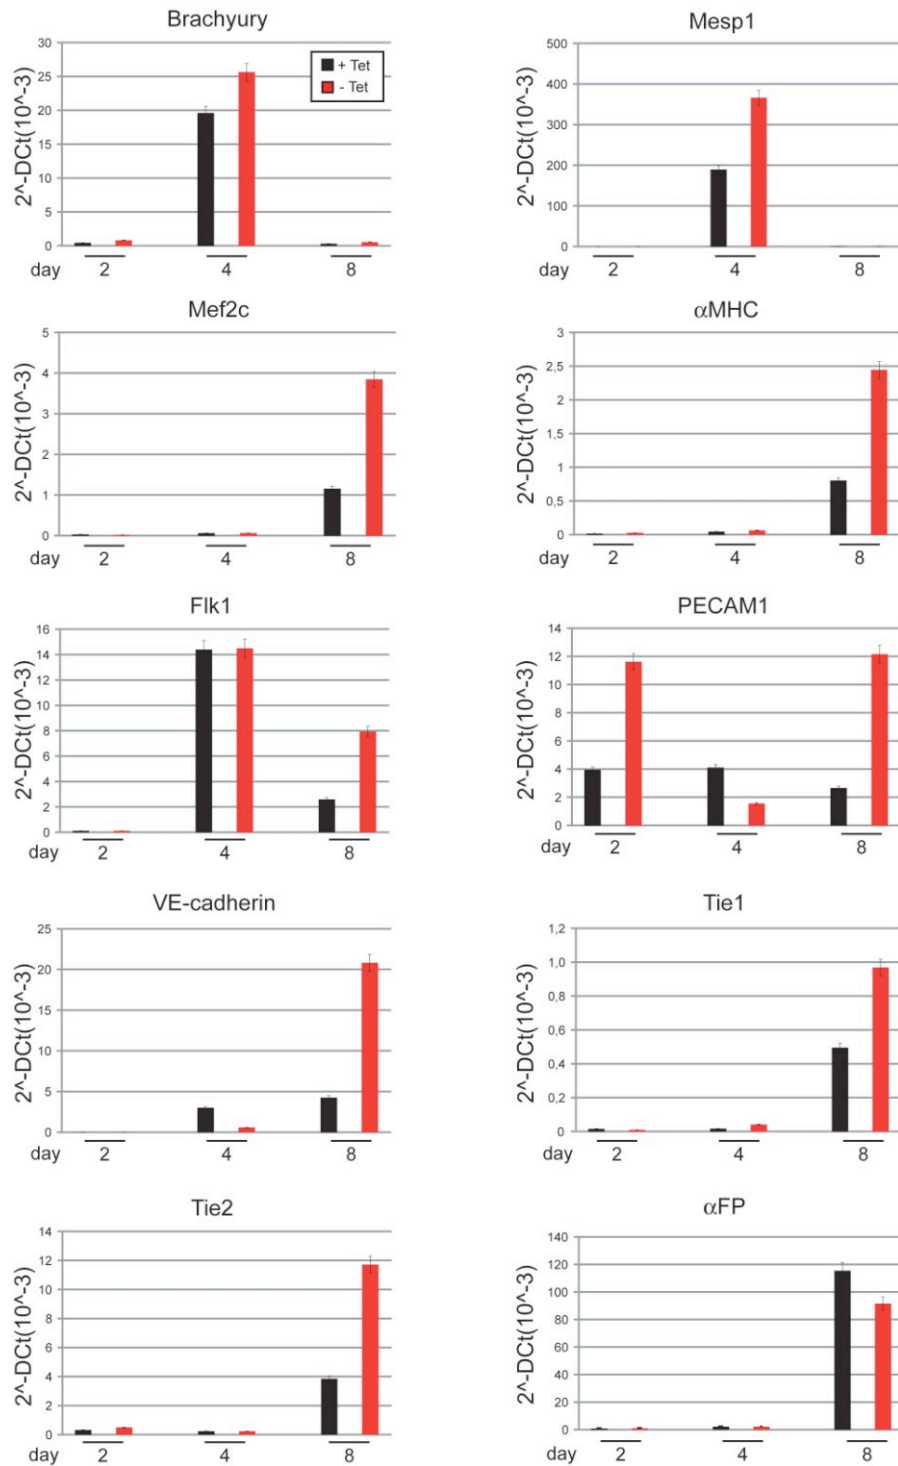 Brachyury
30
25
20
15
10
5
0
2^-DCt(10^-3)
+ Tet
- Tet
day 2 4 8
Mesp1
500
400
300
200
100
0
2^-DCt(10^-3)
day 2 4 8
Mef2c
5
4
3
2
1
0
2^-DCt(10^-3)
day 2 4 8
αMHC
3
2,5
2
1,5
1
0,5
0
2^-DCt(10^-3)
day 2 4 8
Flk1
16
14
12
10
8
6
4
2
0
2^-DCt(10^-3)
day 2 4 8
PECAM1
14
12
10
8
6
4
2
0
2^-DCt(10^-3)
day 2 4 8
VE-cadherin
25
20
15
10
5
0
2^-DCt(10^-3)
day 2 4 8
Tie1
1,2
1,0
0,8
0,6
0,4
0,2
0
2^-DCt(10^-3)
day 2 4 8
Tie2
14
12
10
8
6
4
2
0
2^-DCt(10^-3)
day 2 4 8
αFP
140
120
100
80
60
40
20
0
2^-DCt(10^-3)
day 2 4 8